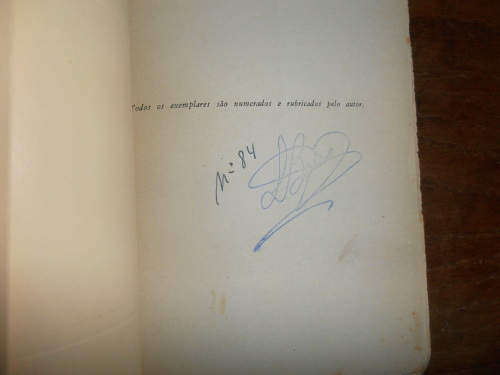 Todos os exemplares são numerados e rubricados pelo autor.
Nº 84